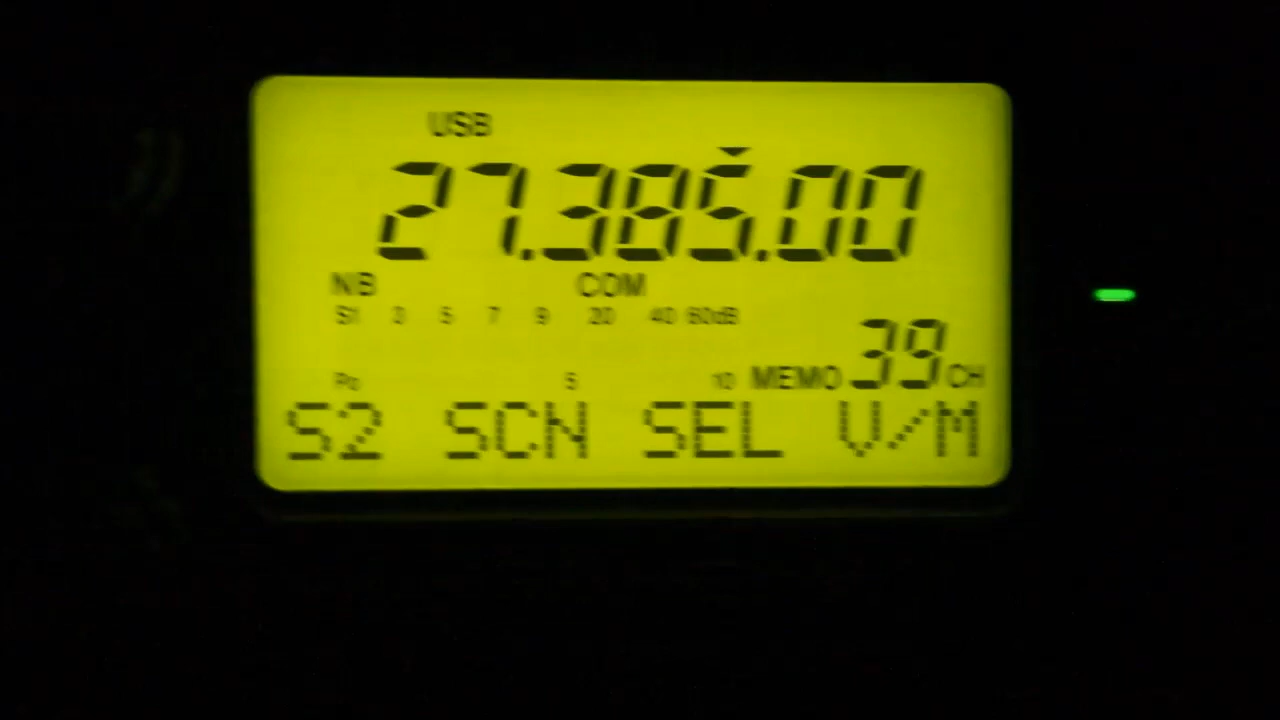 USB
27.385.00
NB COM
S1 3 5 7 9 20 40 60dB
MEMO 39 CH
Po 5 10
S2 SCN SEL V/M